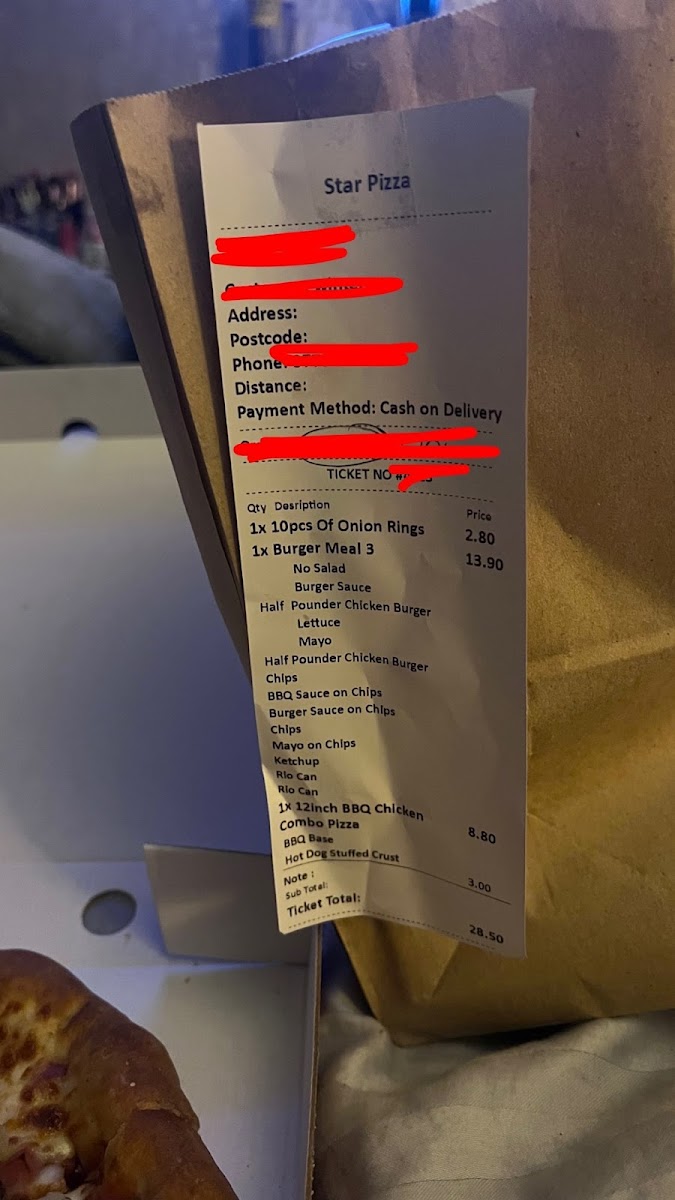 Star Pizza
Address:
Postcode:
Phone:
Distance:
Payment Method: Cash on Delivery
TICKET NO #
Qty Desription Price
1x 10pcs Of Onion Rings 2.80
1x Burger Meal 3 13.90
No Salad
Burger Sauce
Half Pounder Chicken Burger
Lettuce
Mayo
Half Pounder Chicken Burger
Chips
BBQ Sauce on Chips
Burger Sauce on Chips
Chips
Mayo on Chips
Ketchup
Rio Can
Rio Can
1x 12inch BBQ Chicken
Combo Pizza 8.80
BBQ Base
Hot Dog Stuffed Crust 3.00
Note :
Sub Total:
Ticket Total: 28.50